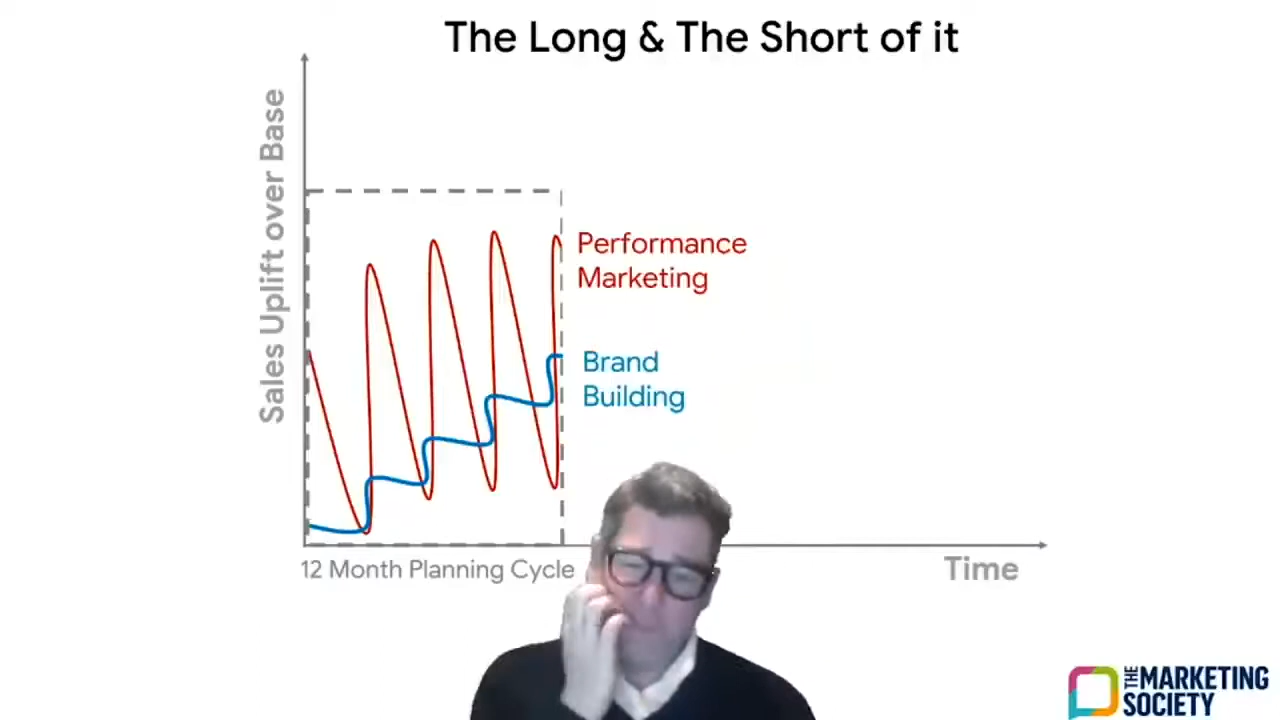 The Long & The Short of it
Sales Uplift over Base
Performance
Marketing
Brand
Building
12 Month Planning Cycle
Time
THE MARKETING
SOCIETY